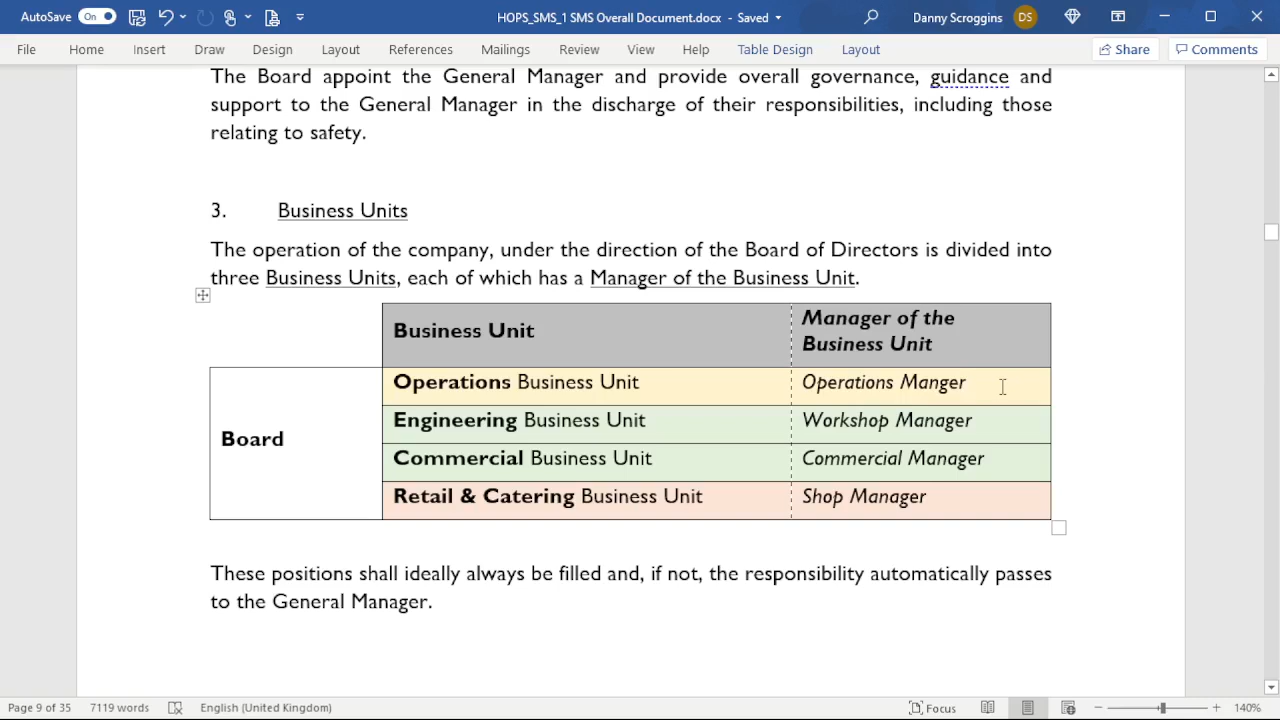 AutoSave On HOPS_SMS_1 SMS Overall Document.docx - Saved Danny Scroggins DS
File Home Insert Draw Design Layout References Mailings Review View Help Table Design Layout Share Comments
The Board appoint the General Manager and provide overall governance, guidance and
support to the General Manager in the discharge of their responsibilities, including those
relating to safety.
3. Business Units
The operation of the company, under the direction of the Board of Directors is divided into
three Business Units, each of which has a Manager of the Business Unit.
Business Unit
Manager of the
Business Unit
Board
Operations Business Unit Operations Manger
Engineering Business Unit Workshop Manager
Commercial Business Unit Commercial Manager
Retail & Catering Business Unit Shop Manager
These positions shall ideally always be filled and, if not, the responsibility automatically passes
to the General Manager.
Page 9 of 35 7119 words English (United Kingdom) Focus 140%